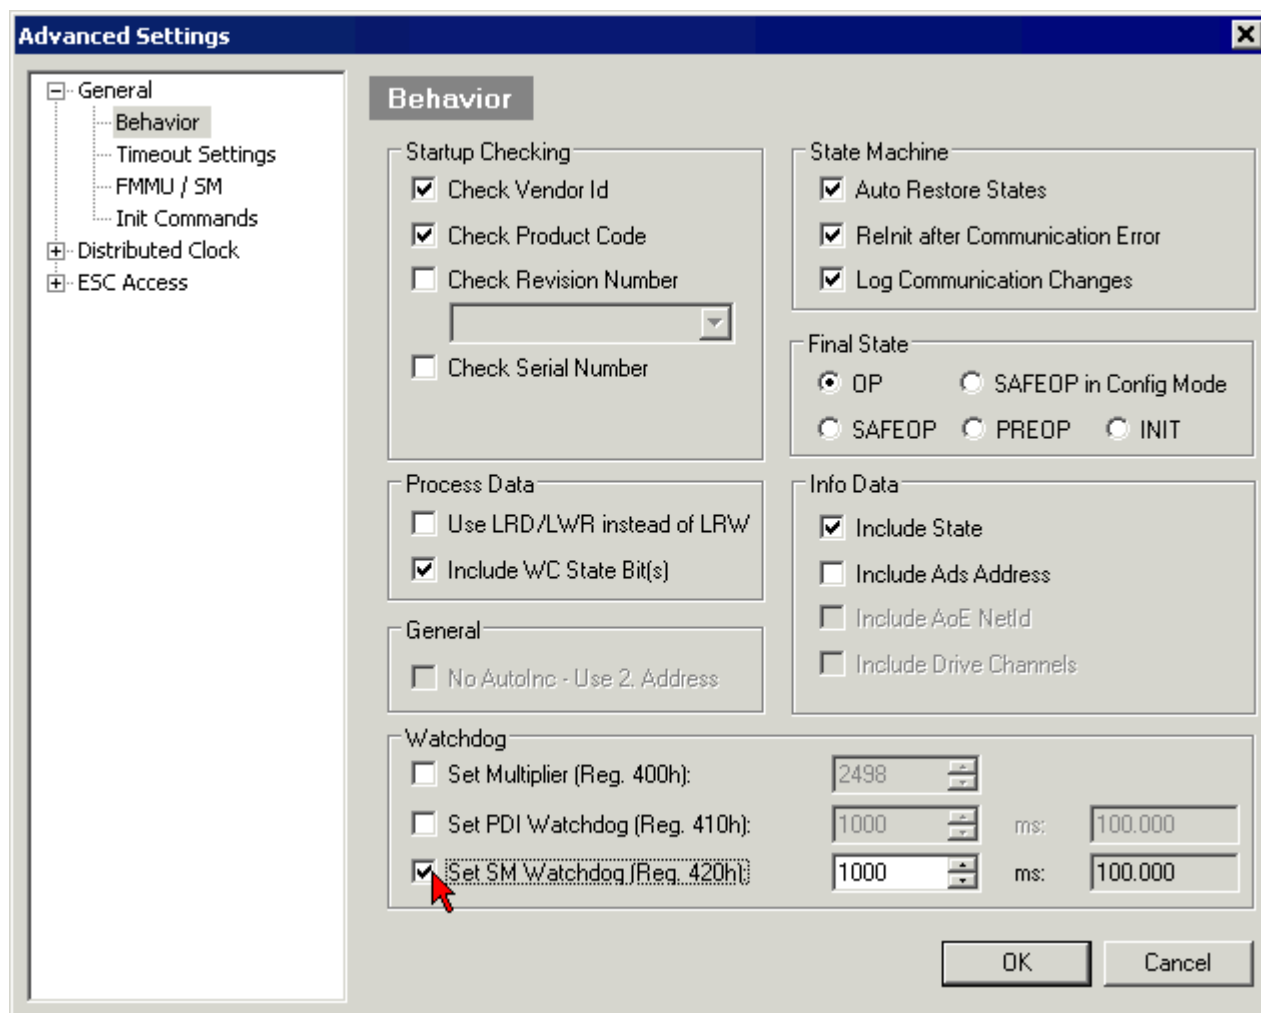 Advanced Settings
General
Behavior
Timeout Settings
FMMU / SM
Init Commands
Distributed Clock
ESC Access
Behavior
Startup Checking
Check Vendor Id
Check Product Code
Check Revision Number
Check Serial Number
State Machine
Auto Restore States
ReInit after Communication Error
Log Communication Changes
Final State
OP SAFEOP in Config Mode
SAFEOP PREOP INIT
Process Data
Use LRD/LWR instead of LRW
Include WC State Bit(s)
Info Data
Include State
Include Ads Address
Include AoE NetId
Include Drive Channels
General
No AutoInc - Use 2. Address
Watchdog
Set Multiplier (Reg. 400h): 2498
Set PDI Watchdog (Reg. 410h): 1000 ms: 100.000
Set SM Watchdog (Reg. 420h): 1000 ms: 100.000
OK Cancel